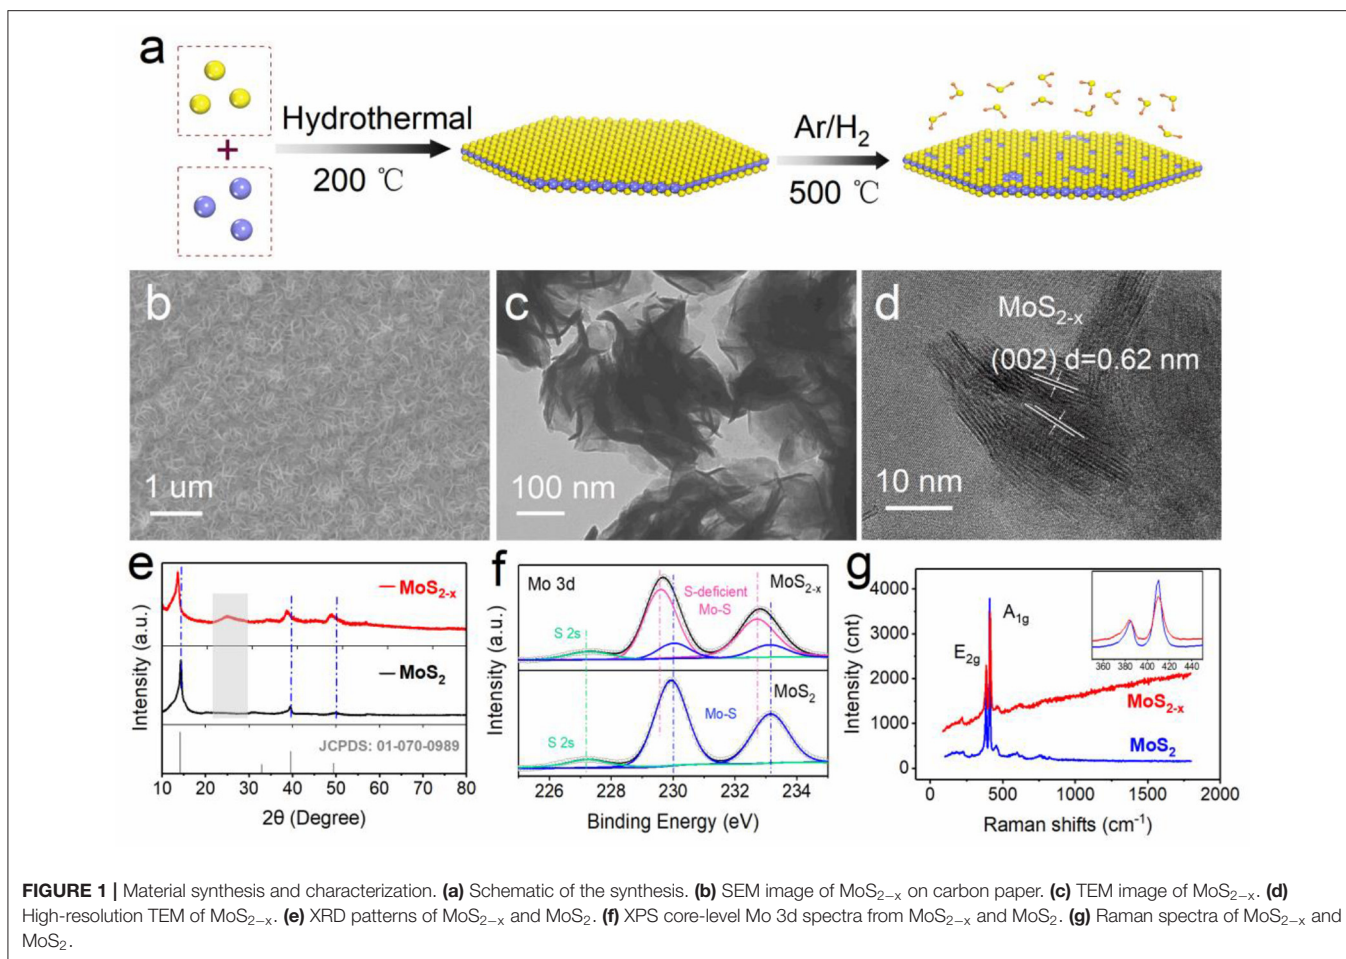 a
+
Hydrothermal
200 ℃
Ar/H2
500 ℃
b
1 um
c
100 nm
d
MoS2-x
(002) d=0.62 nm
10 nm
e
Intensity (a.u.)
MoS2-x
MoS2
JCPDS: 01-070-0989
10 20 30 40 50 60 70 80
2θ (Degree)
f
Intensity (a.u.)
Mo 3d
S-deficient
Mo-S
MoS2-x
S 2s
MoS2
Mo-S
S 2s
226 228 230 232 234
Binding Energy (eV)
g
Intensity (cnt)
4000
3000
2000
1000
0
A1g
E2g
360 380 400 420 440
MoS2-x
MoS2
0 500 1000 1500 2000
Raman shifts (cm-1)
FIGURE 1 | Material synthesis and characterization. (a) Schematic of the synthesis. (b) SEM image of MoS2−x on carbon paper. (c) TEM image of MoS2−x. (d)
High-resolution TEM of MoS2−x. (e) XRD patterns of MoS2−x and MoS2. (f) XPS core-level Mo 3d spectra from MoS2−x and MoS2. (g) Raman spectra of MoS2−x and
MoS2.